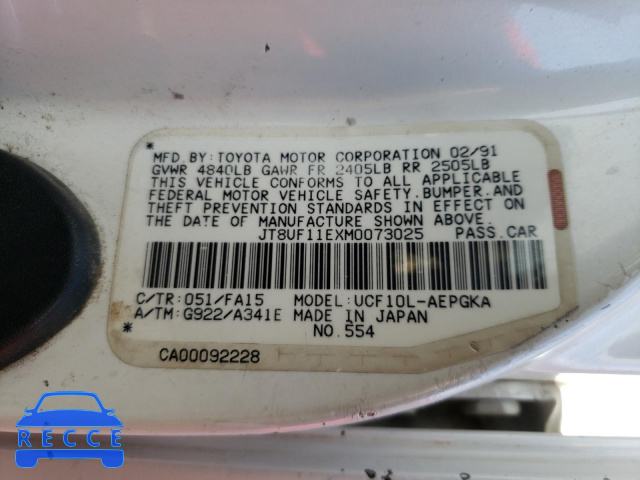 MFD.BY:TOYOTA MOTOR CORPORATION 02/91
GVWR 4840LB GAWR FR 2405LB RR 2505LB
THIS VEHICLE CONFORMS TO ALL APPLICABLE
FEDERAL MOTOR VEHICLE SAFETY,BUMPER,AND
THEFT PREVENTION STANDARDS IN EFFECT ON
THE DATE OF MANUFACTURE SHOWN ABOVE.
JT8UF11EXM0073025 PASS.CAR
C/TR:051/FA15 MODEL:UCF10L-AEPGKA
A/TM:G922/A341E MADE IN JAPAN
NO.554
CA00092228
RECCE